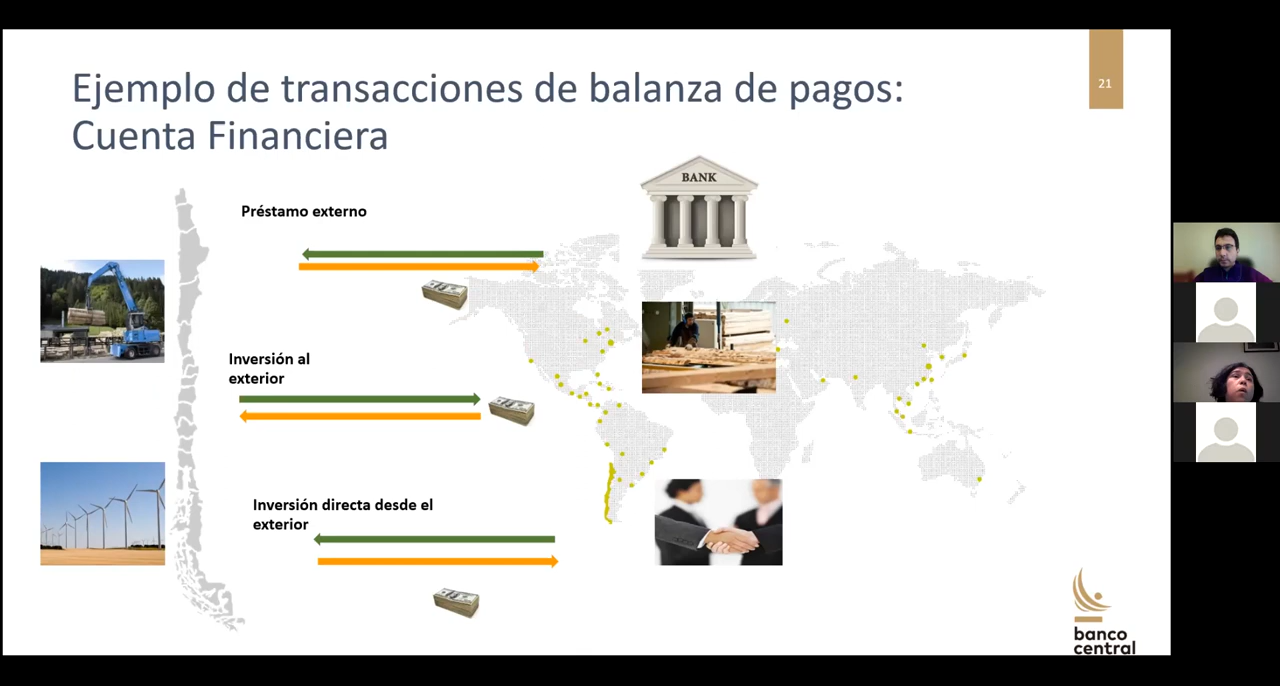 Ejemplo de transacciones de balanza de pagos:
Cuenta Financiera
21
BANK
Préstamo externo
Inversión al
exterior
Inversión directa desde el
exterior
banco
central